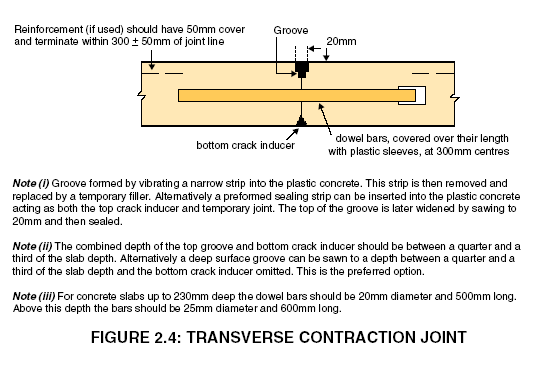 Reinforcement (if used) should have 50mm cover
and terminate within 300 ± 50mm of joint line
Groove
20mm
bottom crack inducer
dowel bars, covered over their length
with plastic sleeves, at 300mm centres
Note (i) Groove formed by vibrating a narrow strip into the plastic concrete. This strip is then removed and
replaced by a temporary filler. Alternatively a preformed sealing strip can be inserted into the plastic concrete
acting as both the top crack inducer and temporary joint. The top of the groove is later widened by sawing to
20mm and then sealed.
Note (ii) The combined depth of the top groove and bottom crack inducer should be between a quarter and a
third of the slab depth. Alternatively a deep surface groove can be sawn to a depth between a quarter and a
third of the slab depth and the bottom crack inducer omitted. This is the preferred option.
Note (iii) For concrete slabs up to 230mm deep the dowel bars should be 20mm diameter and 500mm long.
Above this depth the bars should be 25mm diameter and 600mm long.
FIGURE 2.4: TRANSVERSE CONTRACTION JOINT